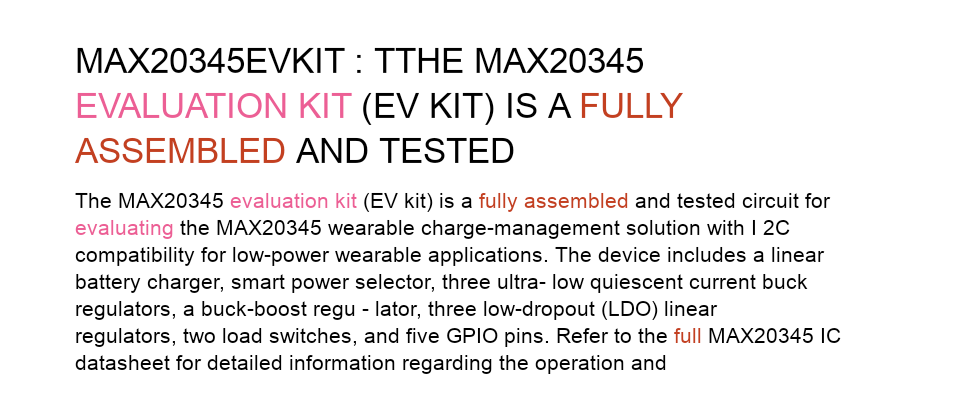 MAX20345EVKIT : TTHE MAX20345
EVALUATION KIT (EV KIT) IS A FULLY
ASSEMBLED AND TESTED
The MAX20345 evaluation kit (EV kit) is a fully assembled and tested circuit for
evaluating the MAX20345 wearable charge-management solution with I 2C
compatibility for low-power wearable applications. The device includes a linear
battery charger, smart power selector, three ultra- low quiescent current buck
regulators, a buck-boost regu - lator, three low-dropout (LDO) linear
regulators, two load switches, and five GPIO pins. Refer to the full MAX20345 IC
datasheet for detailed information regarding the operation and